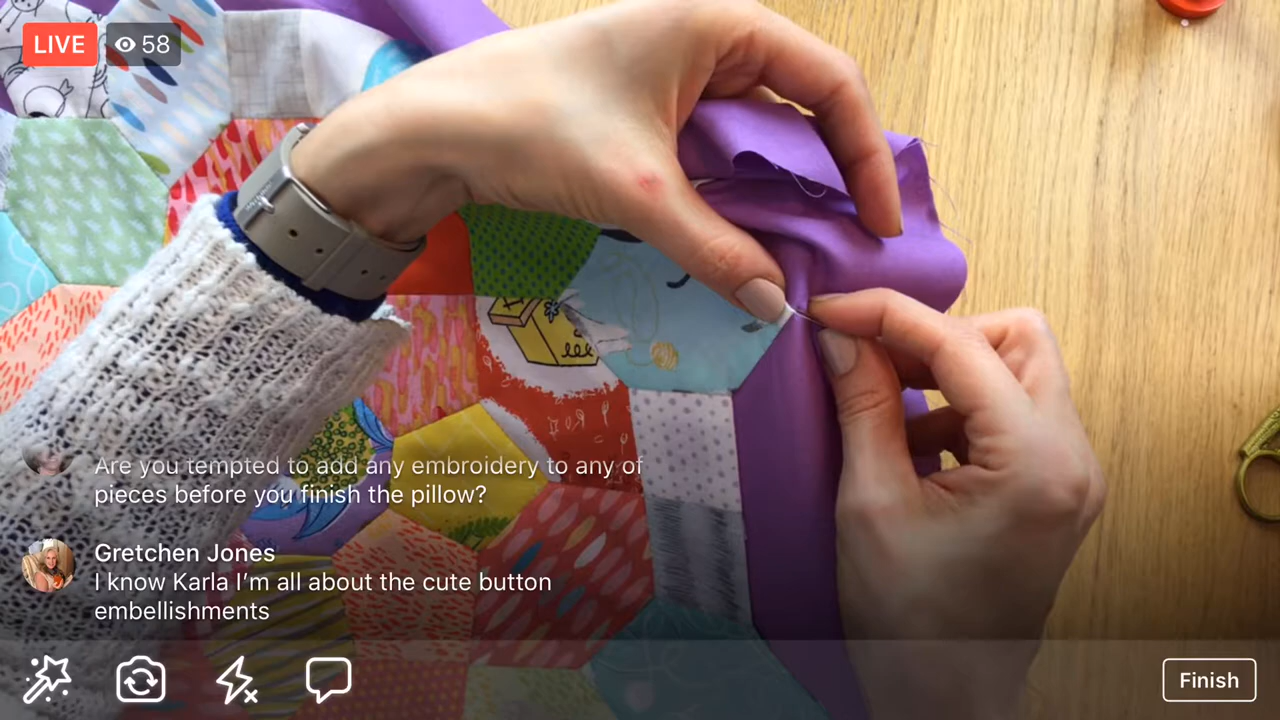 LIVE 58
Are you tempted to add any embroidery to any of
pieces before you finish the pillow?
Gretchen Jones
I know Karla I’m all about the cute button
embellishments
Finish